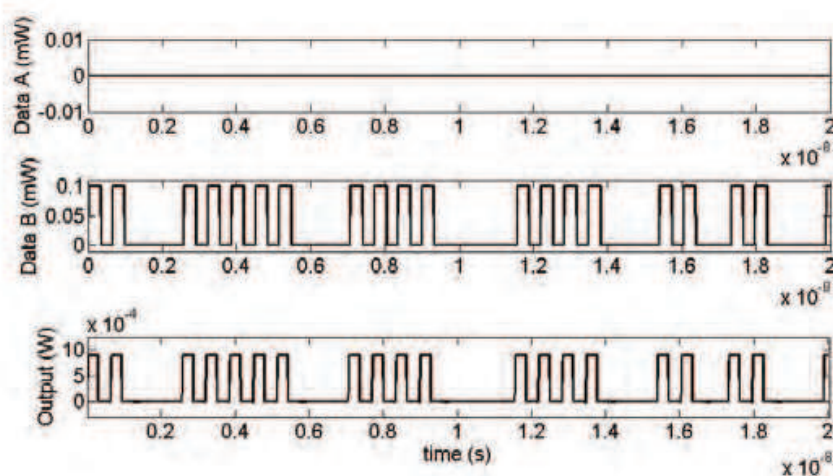 Data A (mW)
0.01
0
-0.01
0 0.2 0.4 0.6 0.8 1 1.2 1.4 1.6 1.8 2
x 10⁻⁸
Data B (mW)
0.1
0.05
0
0 0.2 0.4 0.6 0.8 1 1.2 1.4 1.6 1.8 2
x 10⁻⁸
x 10⁻⁴
Output (W)
10
5
0
0.2 0.4 0.6 0.8 1 1.2 1.4 1.6 1.8 2
time (s)
x 10⁻⁸